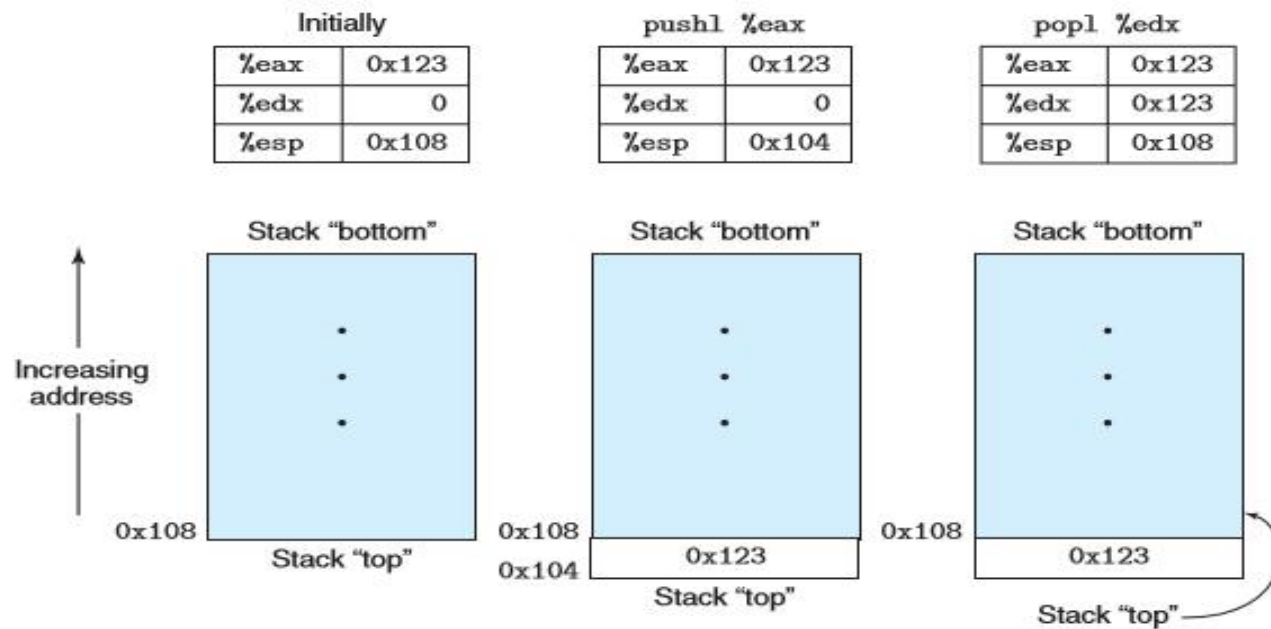 Initially
%eax 0x123
%edx 0
%esp 0x108
pushl %eax
%eax 0x123
%edx 0
%esp 0x104
popl %edx
%eax 0x123
%edx 0x123
%esp 0x108
Increasing
address
Stack “bottom”
0x108
Stack “top”
Stack “bottom”
0x108
0x123
0x104
Stack “top”
Stack “bottom”
0x108
0x123
Stack “top”